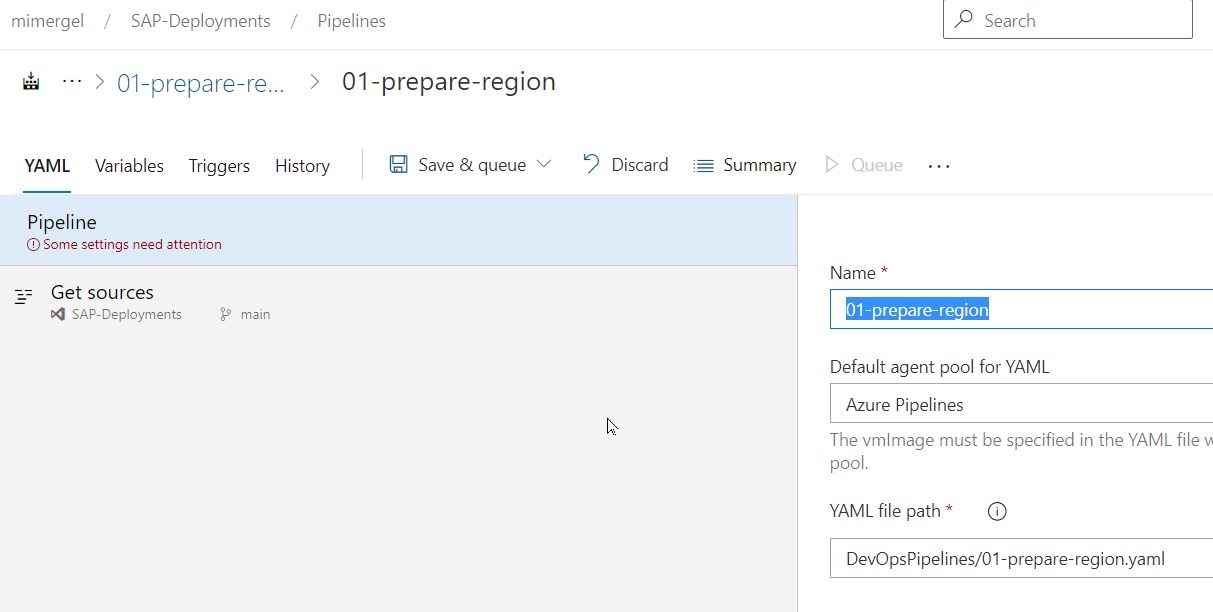 mimergel / SAP-Deployments / Pipelines
Search
··· > 01-prepare-re... > 01-prepare-region
YAML Variables Triggers History Save & queue Discard Summary Queue ···
Pipeline
Some settings need attention
Get sources
SAP-Deployments main
Name *
01-prepare-region
Default agent pool for YAML
Azure Pipelines
The vmImage must be specified in the YAML file w
pool.
YAML file path *
DevOpsPipelines/01-prepare-region.yaml